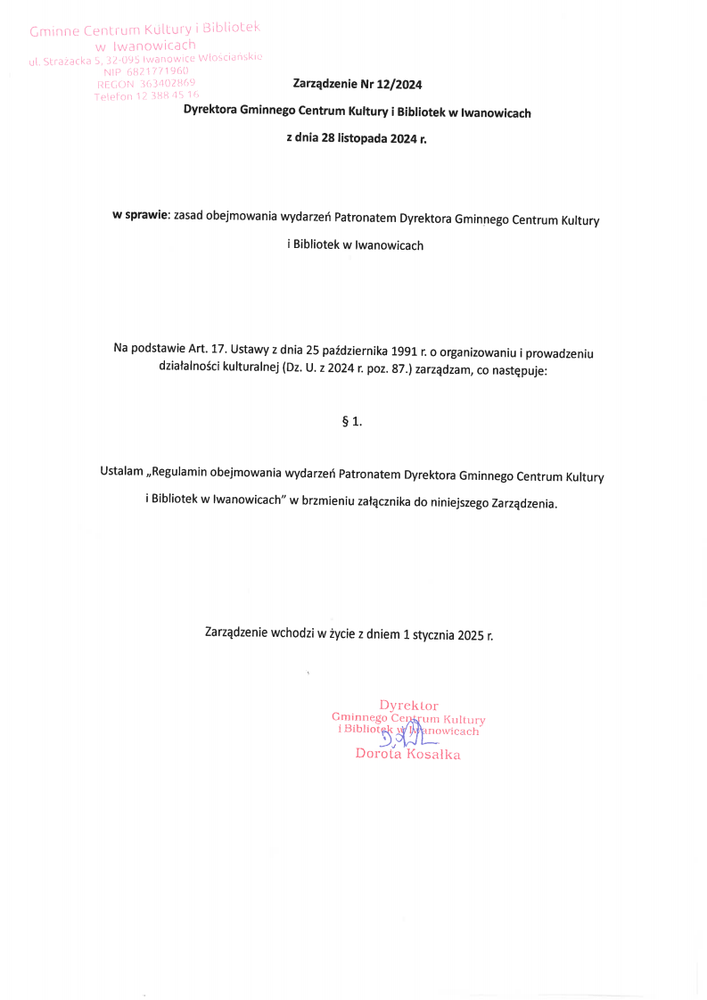 Gminne Centrum Kultury i Bibliotek
w Iwanowicach
ul. Strażacka 5, 32-095 Iwanowice Włościańskie
NIP 6821771960
REGON 363402869
Telefon 12 388 45 16
Zarządzenie Nr 12/2024
Dyrektora Gminnego Centrum Kultury i Bibliotek w Iwanowicach
z dnia 28 listopada 2024 r.
w sprawie: zasad obejmowania wydarzeń Patronatem Dyrektora Gminnego Centrum Kultury
i Bibliotek w Iwanowicach
Na podstawie Art. 17. Ustawy z dnia 25 października 1991 r. o organizowaniu i prowadzeniu
działalności kulturalnej (Dz. U. z 2024 r. poz. 87.) zarządzam, co następuje:
§ 1.
Ustalam „Regulamin obejmowania wydarzeń Patronatem Dyrektora Gminnego Centrum Kultury
i Bibliotek w Iwanowicach” w brzmieniu załącznika do niniejszego Zarządzenia.
Zarządzenie wchodzi w życie z dniem 1 stycznia 2025 r.
Dyrektor
Gminnego Centrum Kultury
i Bibliotek w Iwanowicach
Dorota Kosałka